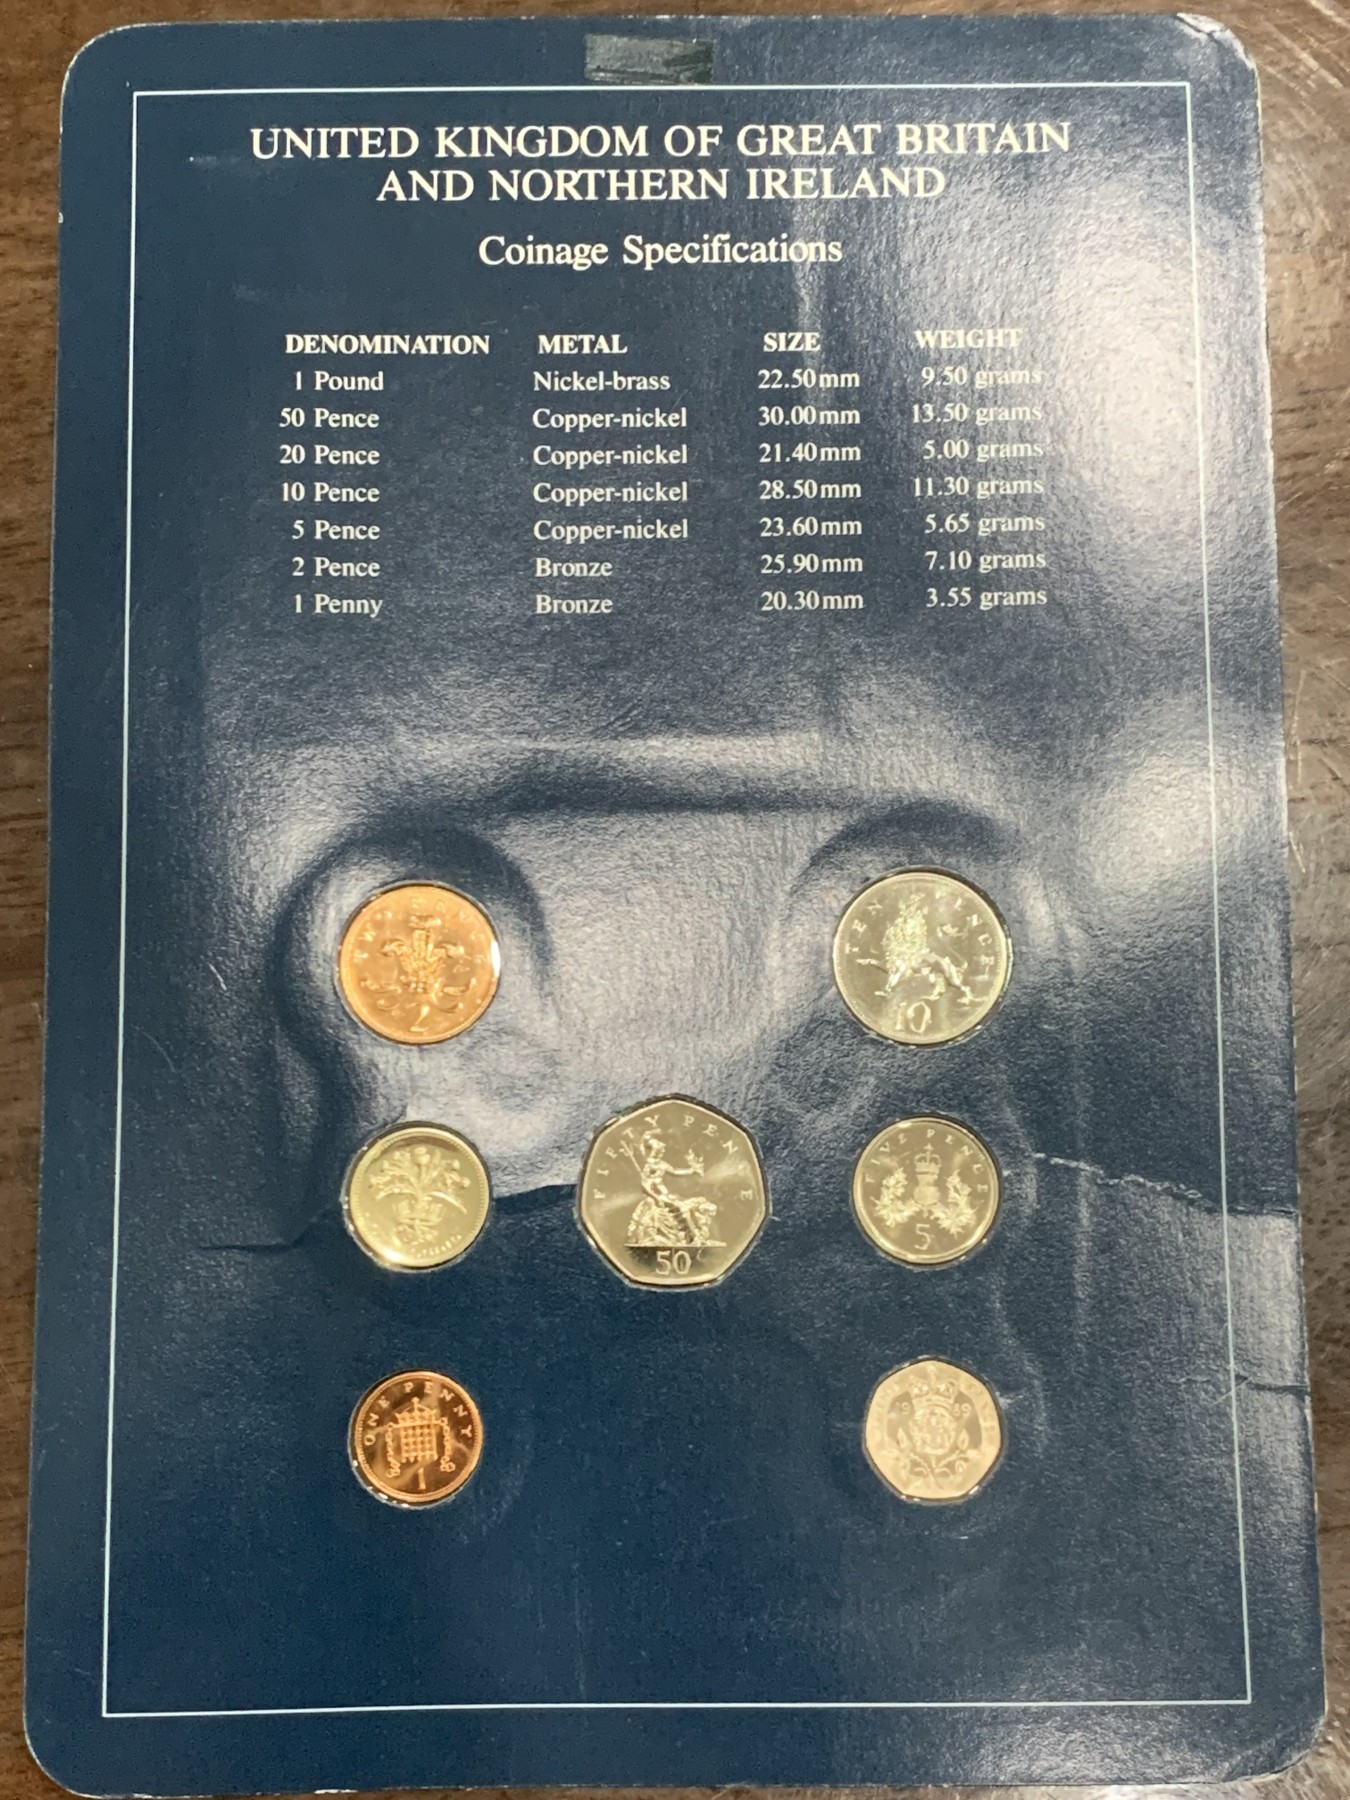 UNITED KINGDOM OF GREAT BRITAIN
AND NORTHERN IRELAND
Coinage Specifications
DENOMINATION METAL SIZE WEIGHT
1 Pound Nickel-brass 22.50mm 9.50 grams
50 Pence Copper-nickel 30.00mm 13.50 grams
20 Pence Copper-nickel 21.40mm 5.00 grams
10 Pence Copper-nickel 28.50mm 11.30 grams
5 Pence Copper-nickel 23.60mm 5.65 grams
2 Pence Bronze 25.90mm 7.10 grams
1 Penny Bronze 20.30mm 3.55 grams
TWO PENCE
2
TEN PENCE
10
FIFTY PENCE
50
FIVE PENCE
5
ONE PENNY
1
1989